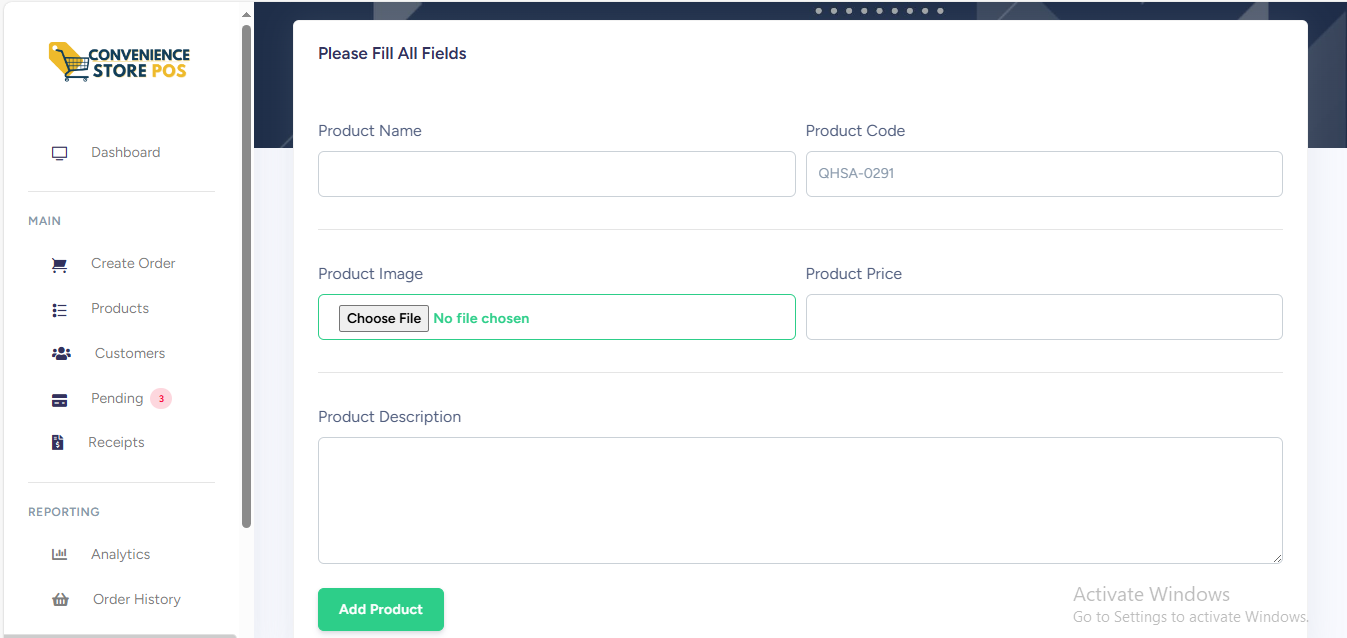 CONVENIENCE
STORE POS
Dashboard
MAIN
Create Order
Products
Customers
Pending 3
Receipts
REPORTING
Analytics
Order History
Please Fill All Fields
Product Name
Product Code
QHSA-0291
Product Image
Product Price
Choose File No file chosen
Product Description
Add Product
Activate Windows
Go to Settings to activate Windows.